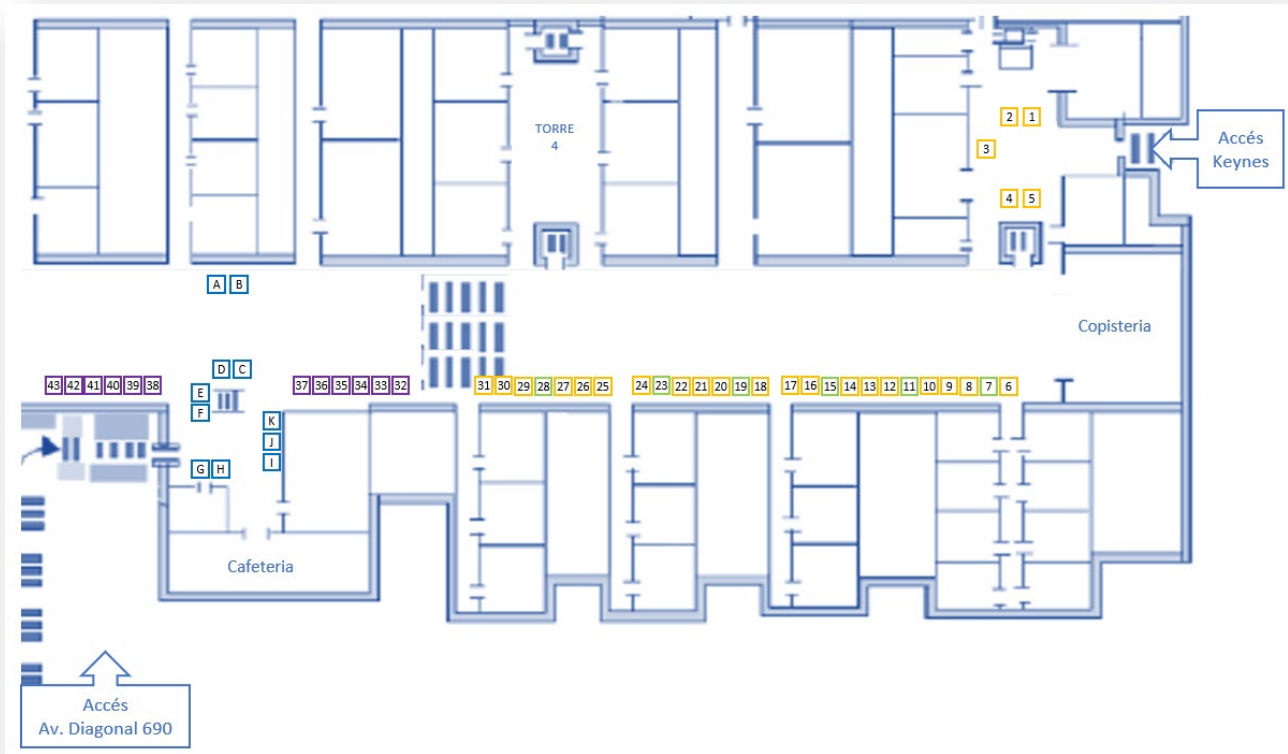 TORRE
4
2 1
3
4 5
Accés
Keynes
A B
Copisteria
D C
E
F
43 42 41 40 39 38
37 36 35 34 33 32
31 30 29 28 27 26 25
24 23 22 21 20 19 18
17 16 15 14 13 12 11 10 9 8 7 6
K
J
I
G H
Cafeteria
Accés
Av. Diagonal 690